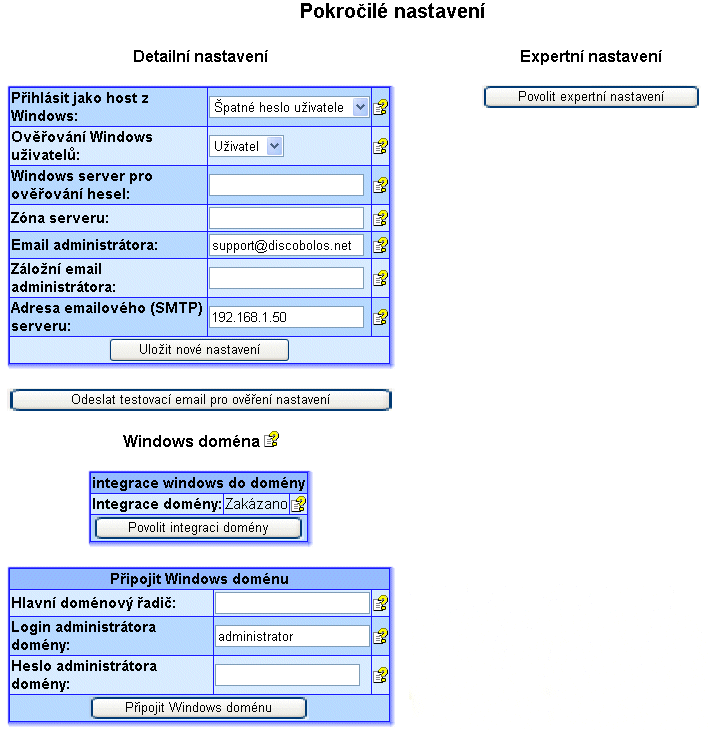 Pokročilé nastavení
Detailní nastavení
Expertní nastavení
Přihlásit jako host z
Windows:
Špatné heslo uživatele
Povolit expertní nastavení
Ověřování Windows
uživatelů:
Uživatel
Windows server pro
ověřování hesel:
Zóna serveru:
Email administrátora:
support@discobolos.net
Záložní email
administrátora:
Adresa emailového (SMTP)
serveru:
192.168.1.50
Uložit nové nastavení
Odeslat testovací email pro ověření nastavení
Windows doména
integrace windows do domény
Integrace domény:
Zakázano
Povolit integraci domény
Připojit Windows doménu
Hlavní doménový řadič:
Login administrátora
domény:
administrator
Heslo administrátora
domény:
Připojit Windows doménu